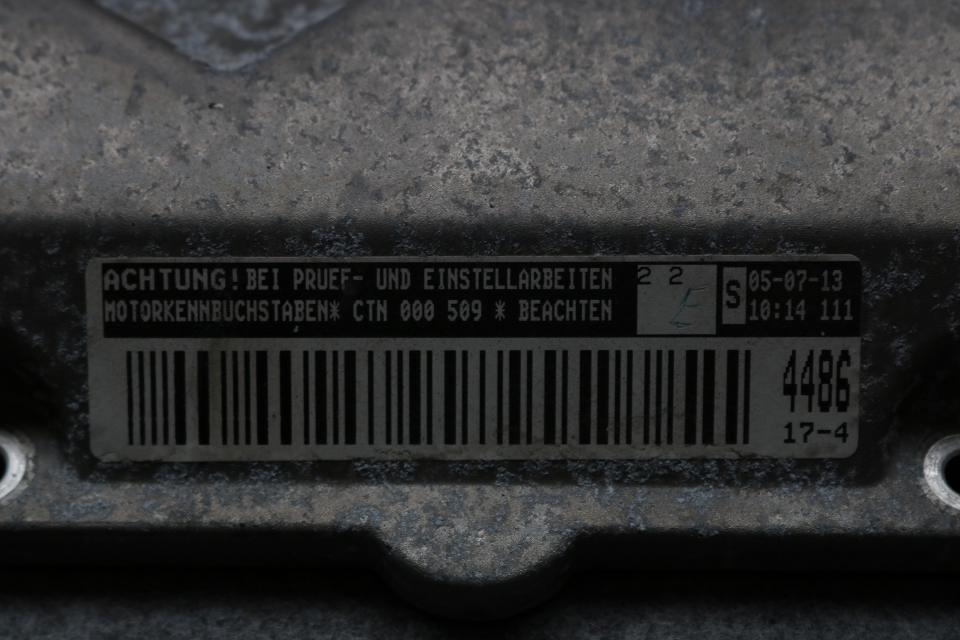 ACHTUNG! BEI PRUEF- UND EINSTELLARBEITEN
MOTORKENNBUCHSTABEN* CTN 000 509 * BEACHTEN
2 2
E
S
05-07-13
10:14 111
4486
17-4